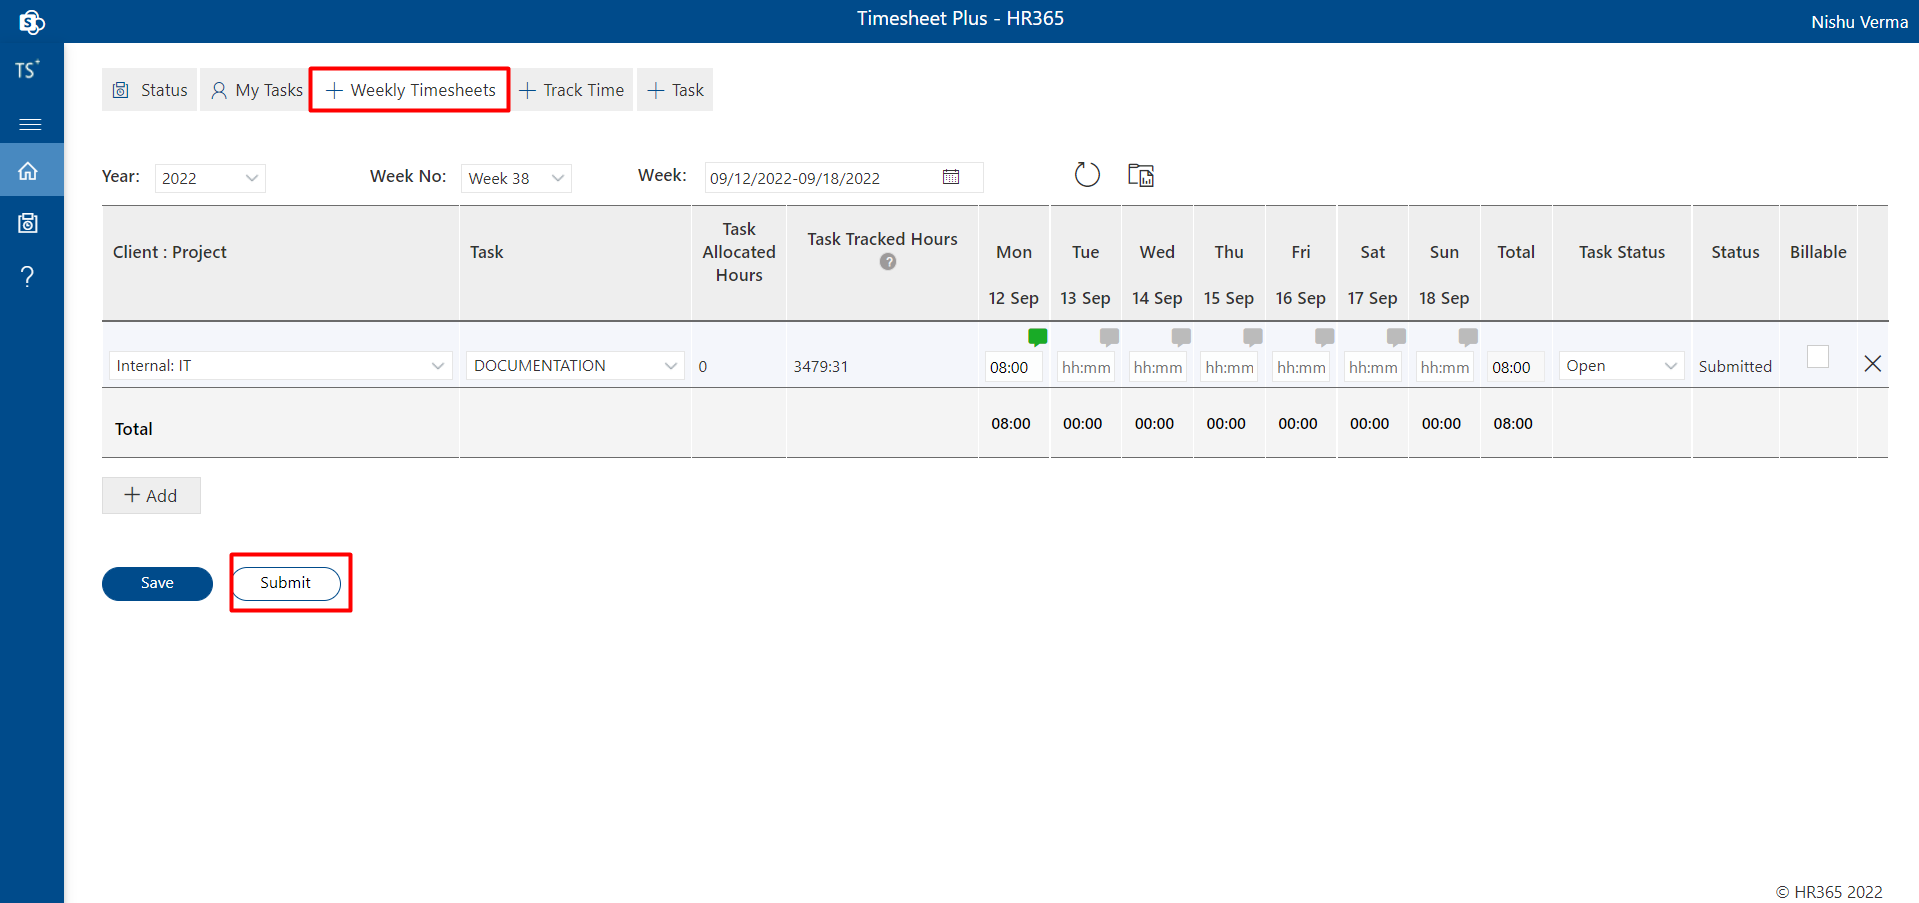 Timesheet Plus - HR365
Nishu Verma
TS+
Status
My Tasks
Weekly Timesheets
Track Time
Task
Year: 2022
Week No: Week 38
Week: 09/12/2022-09/18/2022
Client : Project
Task
Task Allocated Hours
Task Tracked Hours
?
Mon 12 Sep
Tue 13 Sep
Wed 14 Sep
Thu 15 Sep
Fri 16 Sep
Sat 17 Sep
Sun 18 Sep
Total
Task Status
Status
Billable
Internal: IT DOCUMENTATION 0 3479:31 08:00 hh:mm hh:mm hh:mm hh:mm hh:mm hh:mm 08:00 Open Submitted
Total 08:00 00:00 00:00 00:00 00:00 00:00 00:00 08:00
Add
Save
Submit
© HR365 2022